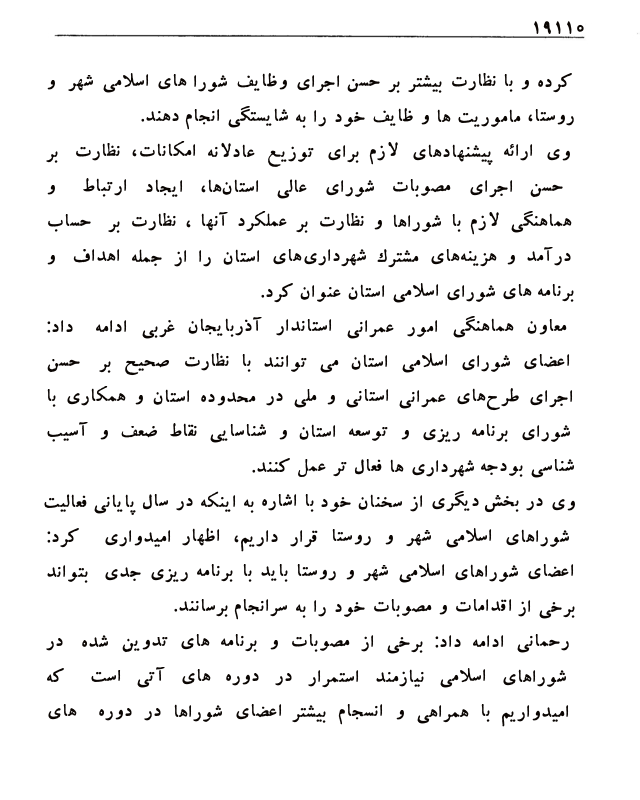 ۱۹۱۱۰
کرده و با نظارت بیشتر بر حسن اجرای وظایف شورا های اسلامی شهر و
روستا، ماموریت ها و ظایف خود را به شایستگی انجام دهند.
وی ارائه پیشنهادهای لازم برای توزیع عادلانه امکانات، نظارت بر
حسن اجرای مصوبات شورای عالی استان‌ها، ایجاد ارتباط و
هماهنگی لازم با شوراها و نظارت بر عملکرد آنها ، نظارت بر حساب
درآمد و هزینه‌های مشترك شهرداری‌های استان را از جمله اهداف و
برنامه های شورای اسلامی استان عنوان کرد.
معاون هماهنگی امور عمرانی استاندار آذربایجان غربی ادامه داد:
اعضای شورای اسلامی استان می توانند با نظارت صحیح بر حسن
اجرای طرح‌های عمرانی استانی و ملی در محدوده استان و همکاری با
شورای برنامه ریزی و توسعه استان و شناسایی نقاط ضعف و آسیب
شناسی بودجه شهرداری ها فعال تر عمل کنند.
وی در بخش دیگری از سخنان خود با اشاره به اینکه در سال پایانی فعالیت
شوراهای اسلامی شهر و روستا قرار داریم، اظهار امیدواری کرد:
اعضای شوراهای اسلامی شهر و روستا باید با برنامه ریزی جدی بتواند
برخی از اقدامات و مصوبات خود را به سرانجام برسانند.
رحمانی ادامه داد: برخی از مصوبات و برنامه های تدوین شده در
شوراهای اسلامی نیازمند استمرار در دوره های آتی است که
امیدواریم با همراهی و انسجام بیشتر اعضای شوراها در دوره های